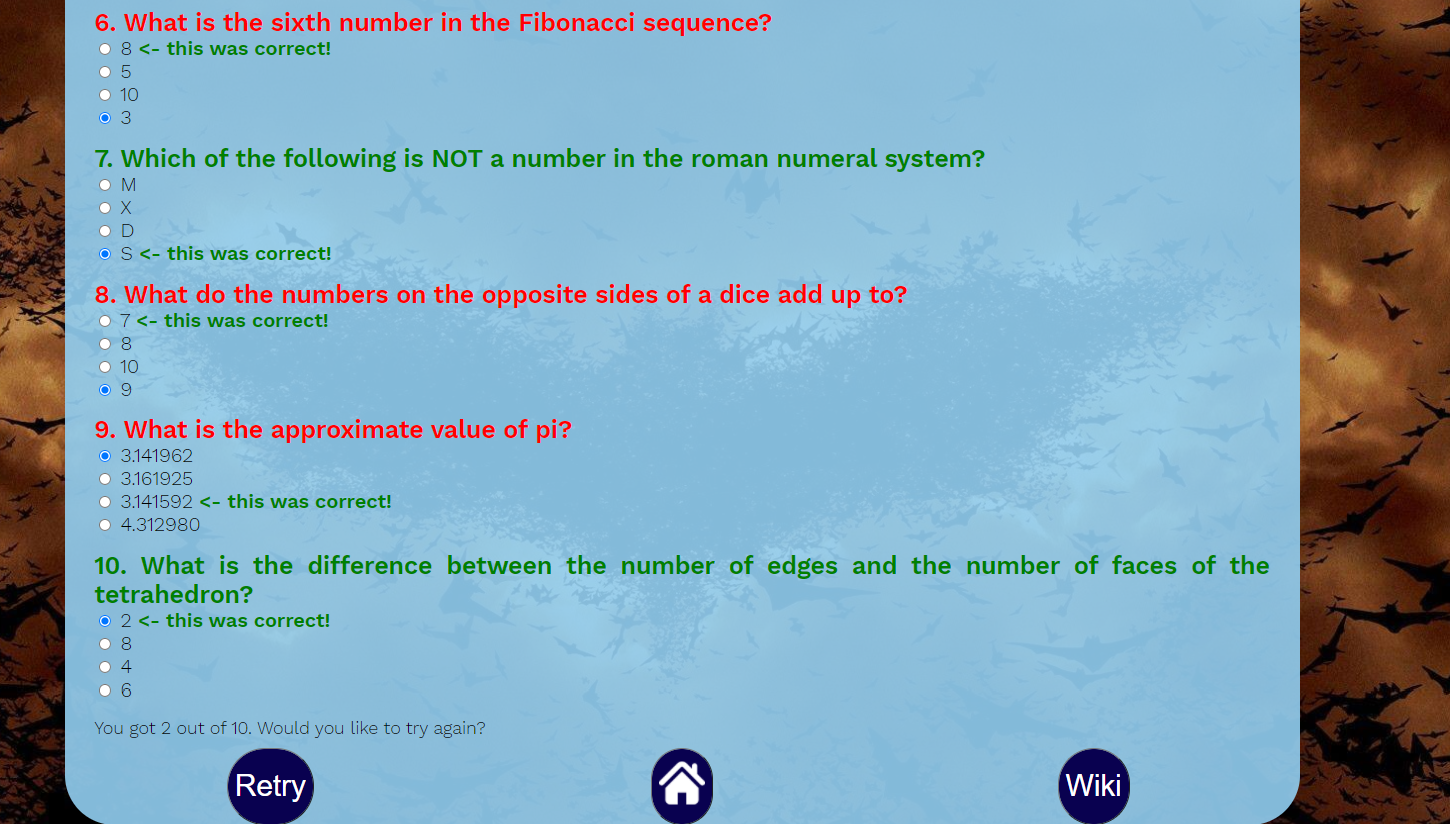 6. What is the sixth number in the Fibonacci sequence?
8 <- this was correct!
5
10
3
7. Which of the following is NOT a number in the roman numeral system?
M
X
D
S <- this was correct!
8. What do the numbers on the opposite sides of a dice add up to?
7 <- this was correct!
8
10
9
9. What is the approximate value of pi?
3.141962
3.161925
3.141592 <- this was correct!
4.312980
10. What is the difference between the number of edges and the number of faces of the
tetrahedron?
2 <- this was correct!
8
4
6
You got 2 out of 10. Would you like to try again?
Retry
Wiki